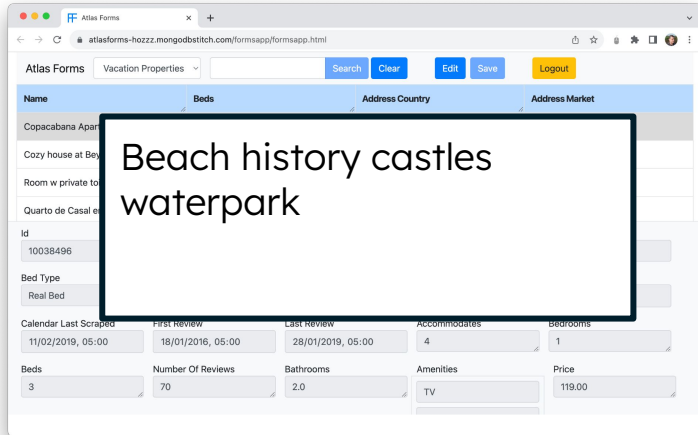 Atlas Forms
atlasforms-hozzz.mongodbstitch.com/formsapp/formsapp.html
Atlas Forms Vacation Properties Search Clear Edit Save Logout
Name Beds Address Country Address Market
Copacabana Apar
Cozy house at Bey
Room w private to
Quarto de Casal e
Beach history castles
waterpark
Id
10038496
Bed Type
Real Bed
Calendar Last Scraped First Review Last Review Accommodates Bedrooms
11/02/2019, 05:00 18/01/2016, 05:00 28/01/2019, 05:00 4 1
Beds Number Of Reviews Bathrooms Amenities Price
3 70 2.0 TV 119.00